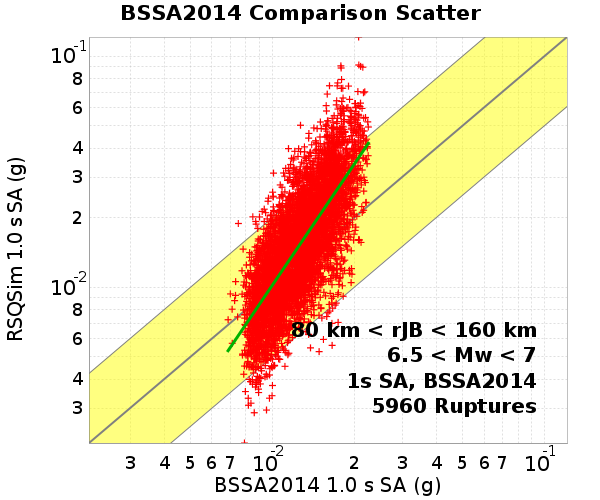 BSSA2014 Comparison Scatter
RSQSim 1.0 s SA (g)
10-1
8
6
4
3
2
10-2
8
6
4
3
80 km < rJB < 160 km
6.5 < Mw < 7
1s SA, BSSA2014
5960 Ruptures
3 4 5 6 7 10-2 2 3 4 5 6 7 10-1
BSSA2014 1.0 s SA (g)